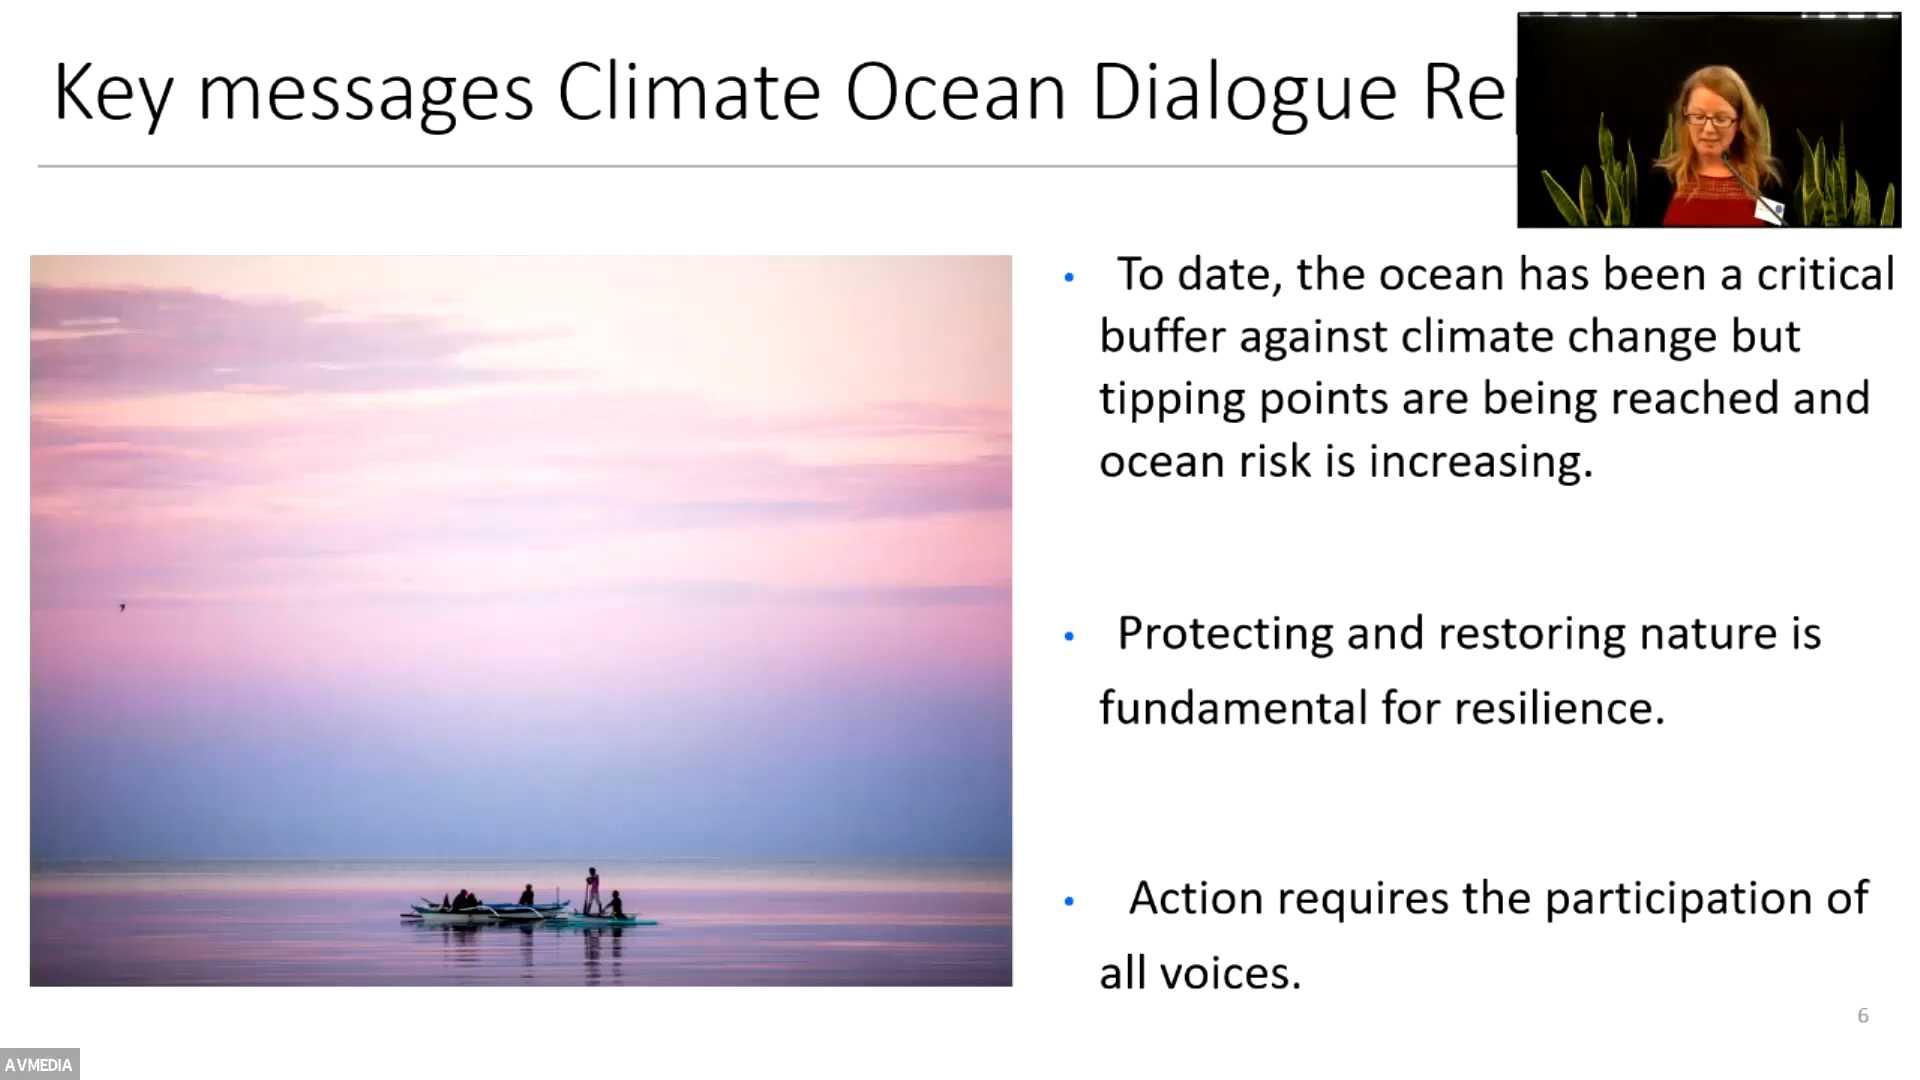 Key messages Climate Ocean Dialogue Re
• To date, the ocean has been a critical
buffer against climate change but
tipping points are being reached and
ocean risk is increasing.
• Protecting and restoring nature is
fundamental for resilience.
• Action requires the participation of
all voices.
6
AVMEDIA